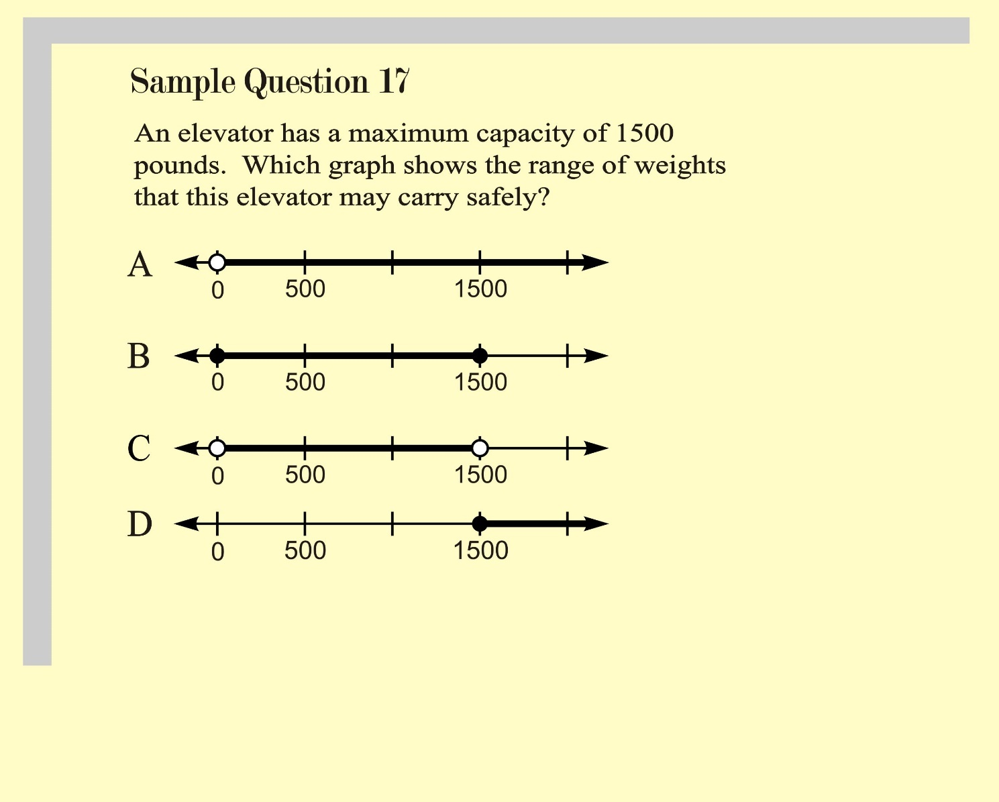 Sample Question 17
An elevator has a maximum capacity of 1500
pounds.  Which graph shows the range of weights
that this elevator may carry safely?
A
0 500 1500
B
0 500 1500
C
0 500 1500
D
0 500 1500